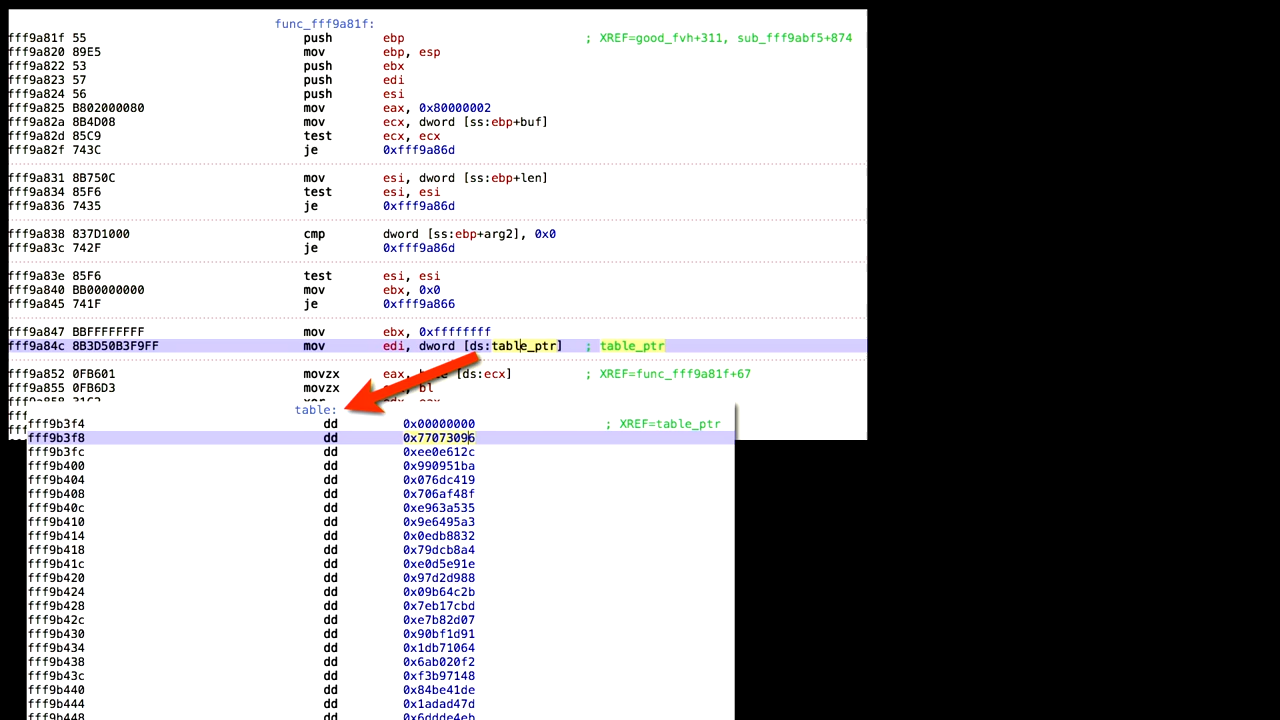 func_fff9a81f:
fff9a81f 55 push ebp ; XREF=good_fvh+311, sub_fff9abf5+874
fff9a820 89E5 mov ebp, esp
fff9a822 53 push ebx
fff9a823 57 push edi
fff9a824 56 push esi
fff9a825 B802000080 mov eax, 0x80000002
fff9a82a 8B4D08 mov ecx, dword [ss:ebp+buf]
fff9a82d 85C9 test ecx, ecx
fff9a82f 743C je 0xfff9a86d
fff9a831 8B750C mov esi, dword [ss:ebp+len]
fff9a834 85F6 test esi, esi
fff9a836 7435 je 0xfff9a86d
fff9a838 837D1000 cmp dword [ss:ebp+arg2], 0x0
fff9a83c 742F je 0xfff9a86d
fff9a83e 85F6 test esi, esi
fff9a840 BB00000000 mov ebx, 0x0
fff9a845 741F je 0xfff9a866
fff9a847 BBFFFFFFFF mov ebx, 0xffffffff
fff9a84c 8B3D50B3F9FF mov edi, dword [ds:table_ptr] ; table_ptr
fff9a852 0FB601 movzx eax, [ds:ecx] ; XREF=func_fff9a81f+67
fff9a855 0FB6D3 movzx bl
table:
fff9b3f4 dd 0x00000000 ; XREF=table_ptr
fff9b3f8 dd 0x77073096
fff9b3fc dd 0xee0e612c
fff9b400 dd 0x990951ba
fff9b404 dd 0x076dc419
fff9b408 dd 0x706af48f
fff9b40c dd 0xe963a535
fff9b410 dd 0x9e6495a3
fff9b414 dd 0x0edb8832
fff9b418 dd 0x79dcb8a4
fff9b41c dd 0xe0d5e91e
fff9b420 dd 0x97d2d988
fff9b424 dd 0x09b64c2b
fff9b428 dd 0x7eb17cbd
fff9b42c dd 0xe7b82d07
fff9b430 dd 0x90bf1d91
fff9b434 dd 0x1db71064
fff9b438 dd 0x6ab020f2
fff9b43c dd 0xf3b97148
fff9b440 dd 0x84be41de
fff9b444 dd 0x1adad47d
fff9b448 dd 0x6ddde4eb